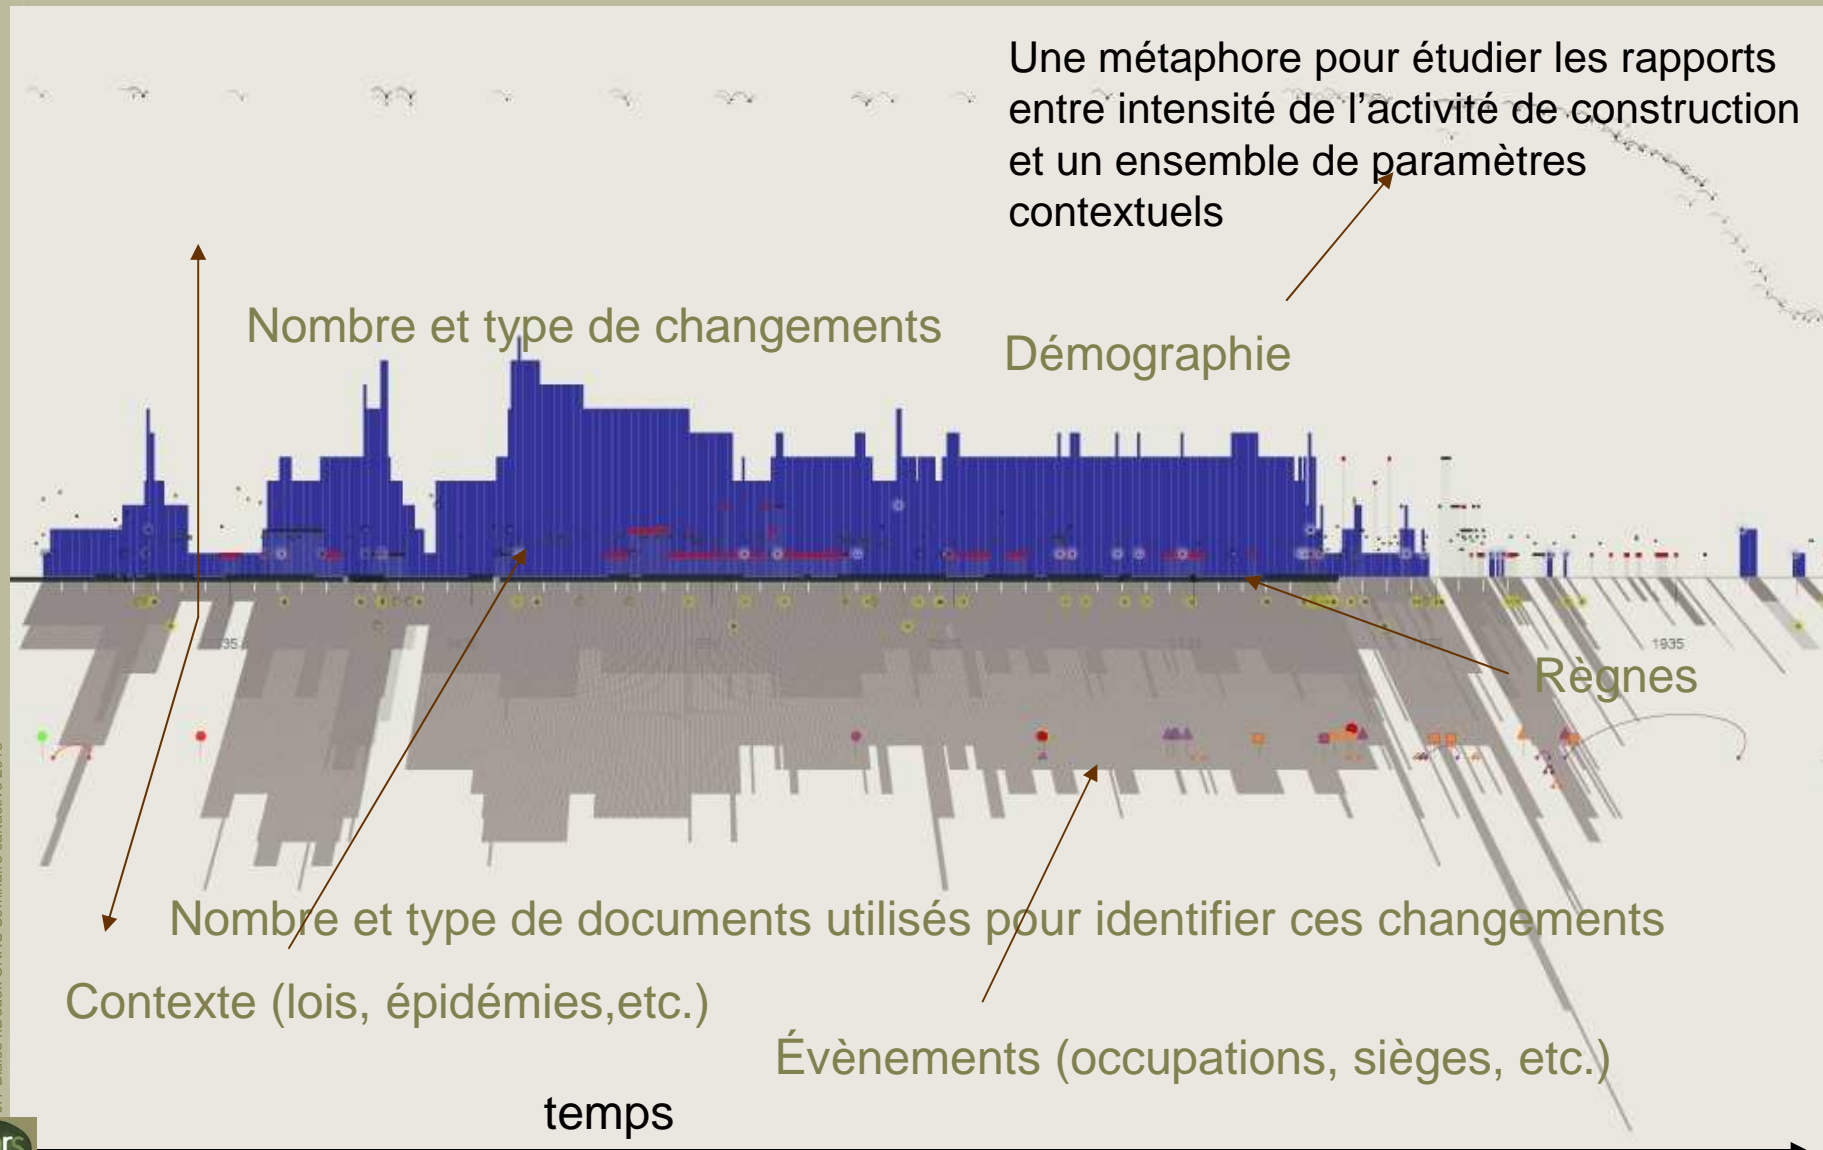 Une métaphore pour étudier les rapports
entre intensité de l'activité de construction
et un ensemble de paramètres
contextuels
Nombre et type de changements
Démographie
1935
Règnes
Nombre et type de documents utilisés pour identifier ces changements
Contexte (lois, épidémies,etc.)
Évènements (occupations, sièges, etc.)
temps